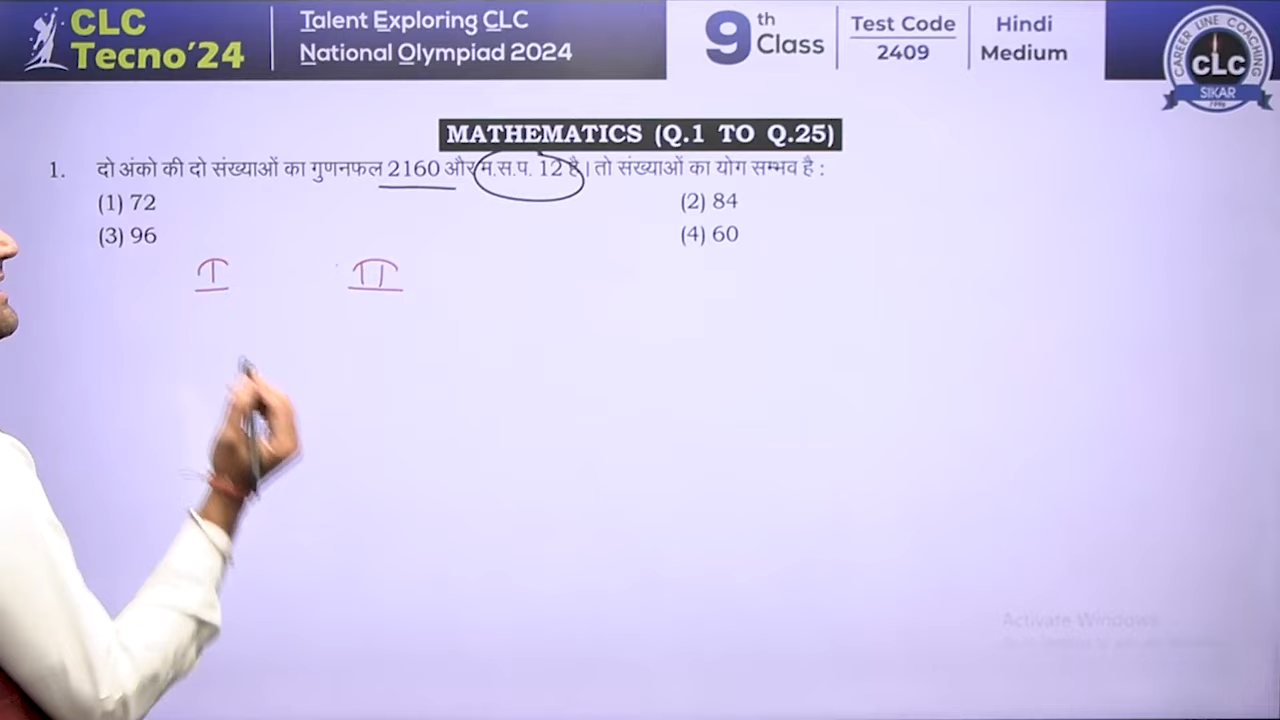 CLC
Tecno'24
Talent Exploring CLC
National Olympiad 2024
9th Class
Test Code
2409
Hindi
Medium
CAREER LINE COACHING
CLC
SIKAR
1996
MATHEMATICS (Q.1 TO Q.25)
1. दो अंको की दो संख्याओं का गुणनफल 2160 और म.स.प. 12 है। तो संख्याओं का योग सम्भव है :
(1) 72 (2) 84
(3) 96 (4) 60
I II
Activate Windows